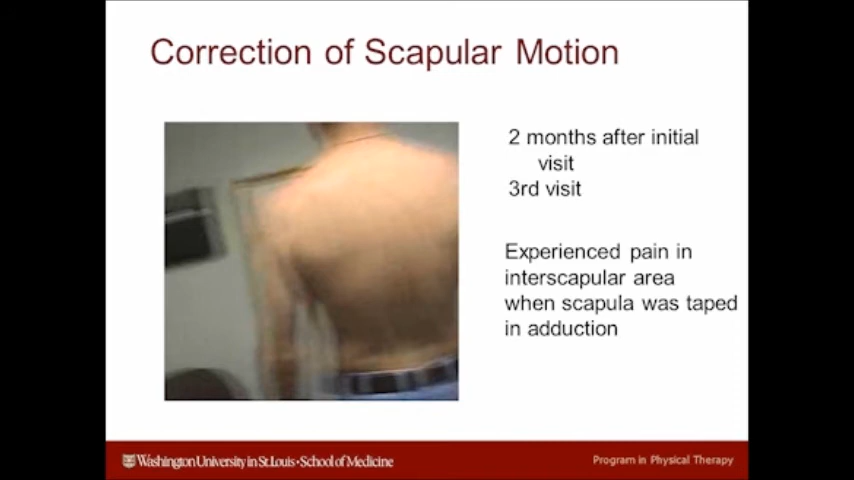 Correction of Scapular Motion
2 months after initial
visit
3rd visit
Experienced pain in
interscapular area
when scapula was taped
in adduction
Washington University in St. Louis • School of Medicine
Program in Physical Therapy